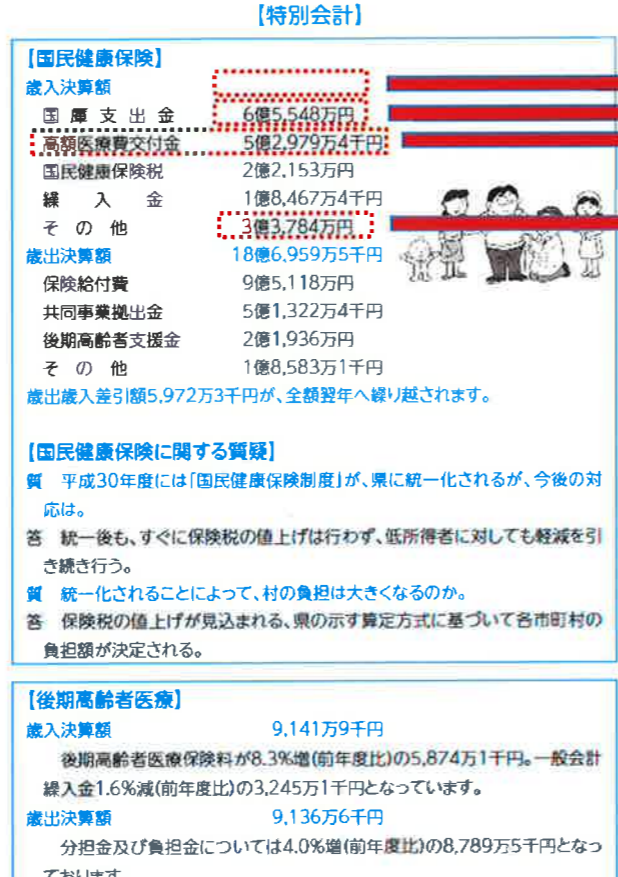 【特別会計】
【国民健康保険】
歳入決算額
国庫支出金 6億5,548万円
高額医療費交付金 5億2,979万4千円
国民健康保険税 2億2,153万円
繰入金 1億8,467万4千円
その他 3億3,784万円
歳出決算額 18億6,959万5千円
保険給付費 9億5,118万円
共同事業拠出金 5億1,322万4千円
後期高齢者支援金 2億1,936万円
その他 1億8,583万1千円
歳出歳入差引額5,972万3千円が、全額翌年へ繰り越されます。
【国民健康保険に関する質疑】
質 平成30年度には「国民健康保険制度」が、県に統一化されるが、今後の対
応は。
答 統一後も、すぐに保険税の値上げは行わず、低所得者に対しても軽減を引
き続き行う。
質 統一化されることによって、村の負担は大きくなるのか。
答 保険税の値上げが見込まれる、県の示す算定方式に基づいて各市町村の
負担額が決定される。
【後期高齢者医療】
歳入決算額 9,141万9千円
後期高齢者医療保険料が8.3%増(前年度比)の5,874万1千円。一般会計
繰入金1.6%減(前年度比)の3,245万1千円となっています。
歳出決算額 9,136万6千円
分担金及び負担金については4.0%増(前年度比)の8,789万5千円となっ
ております